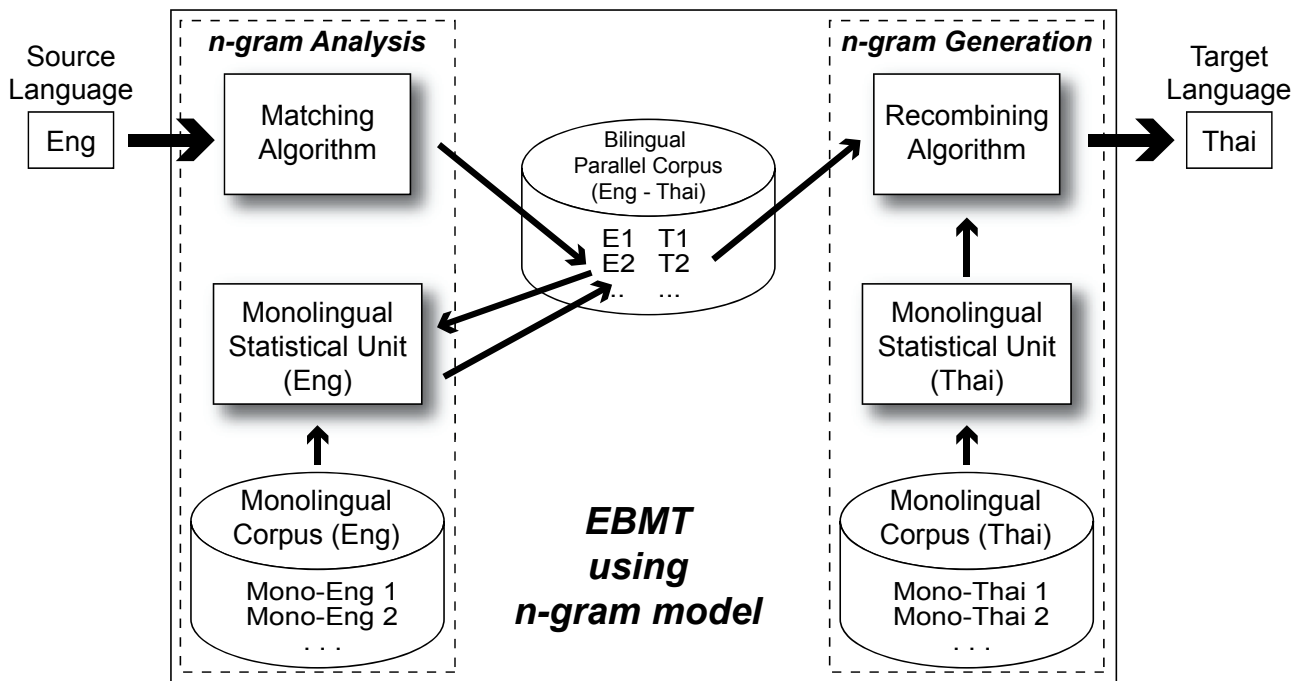 Source
Language
Eng
n-gram Analysis
Matching
Algorithm
Monolingual
Statistical Unit
(Eng)
Monolingual
Corpus (Eng)
Mono-Eng 1
Mono-Eng 2
. . .
Bilingual
Parallel Corpus
(Eng - Thai)
E1 T1
E2 T2
... ...
EBMT
using
n-gram model
n-gram Generation
Recombining
Algorithm
Monolingual
Statistical Unit
(Thai)
Monolingual
Corpus (Thai)
Mono-Thai 1
Mono-Thai 2
. . .
Target
Language
Thai